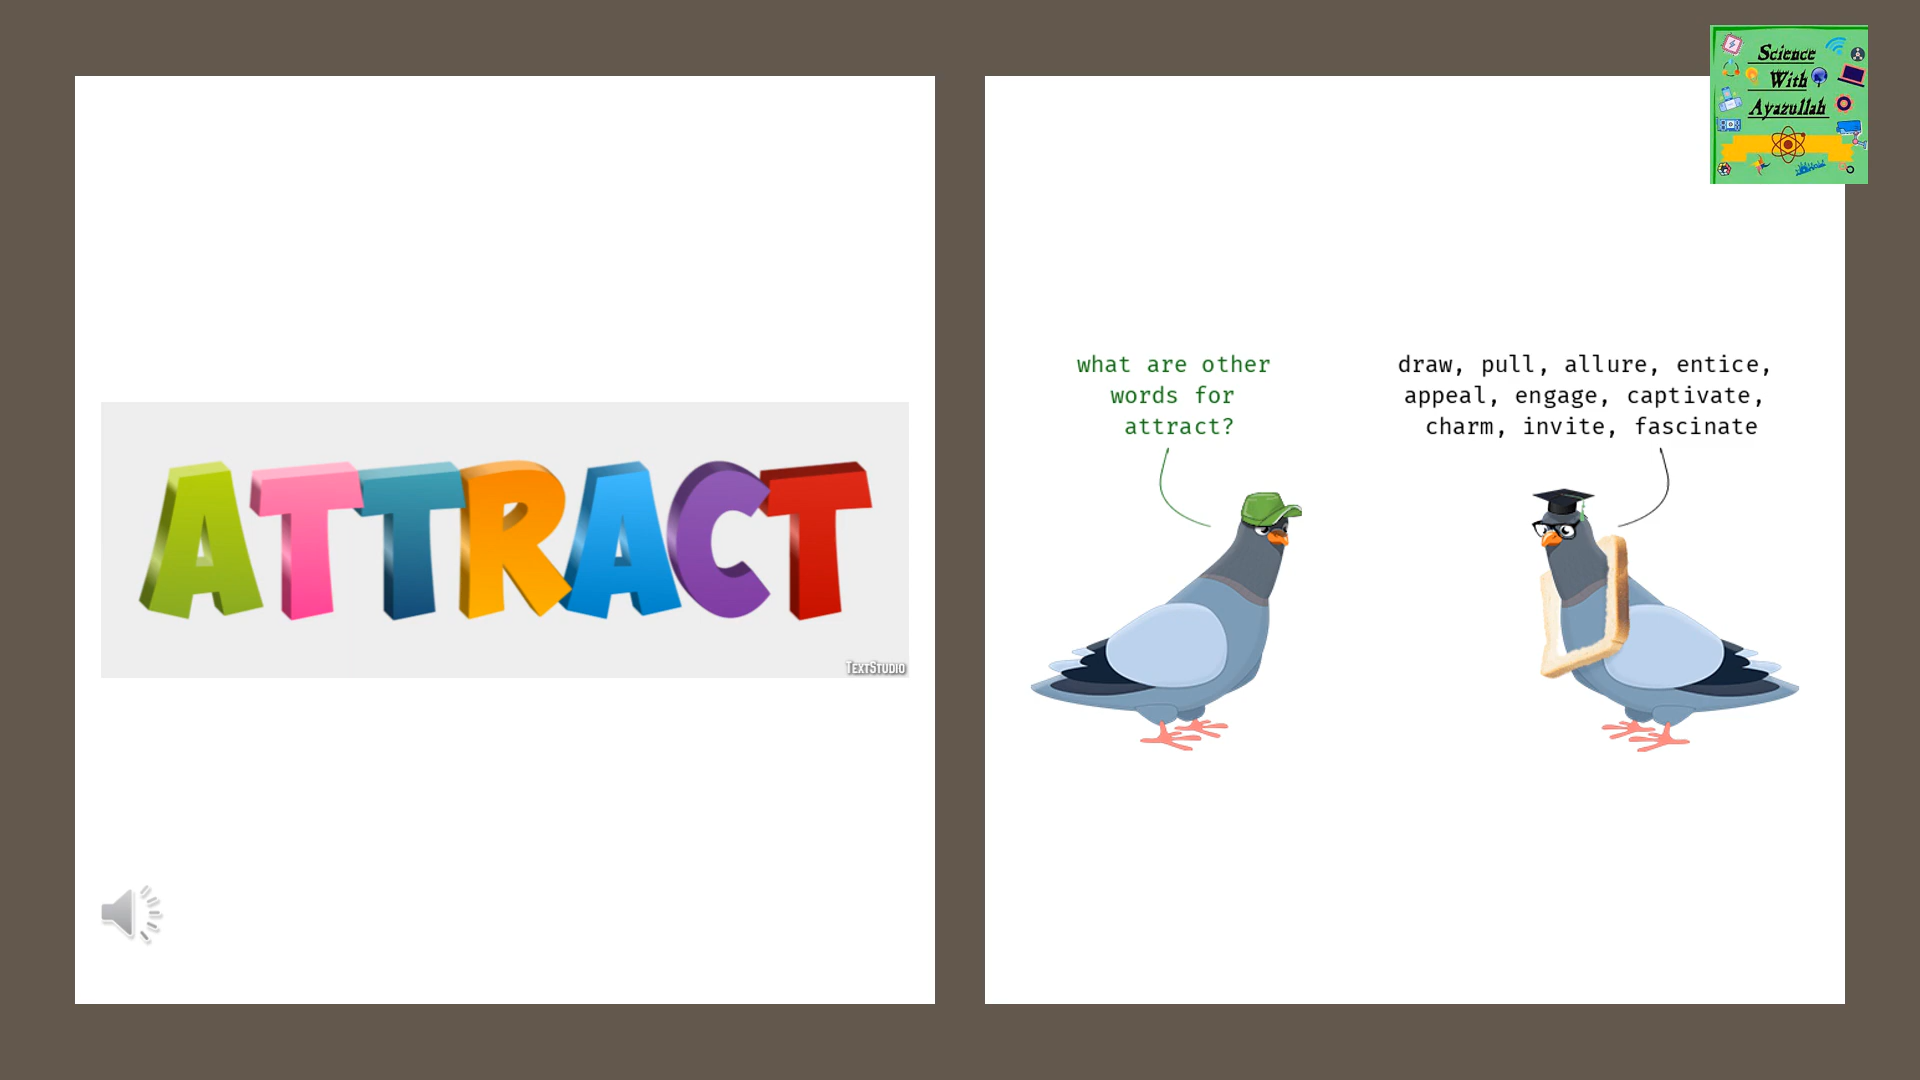 Science
With
Ayazullah
ATTRACT
TEXTSTUDIO
what are other
words for
attract?
draw, pull, allure, entice,
appeal, engage, captivate,
charm, invite, fascinate